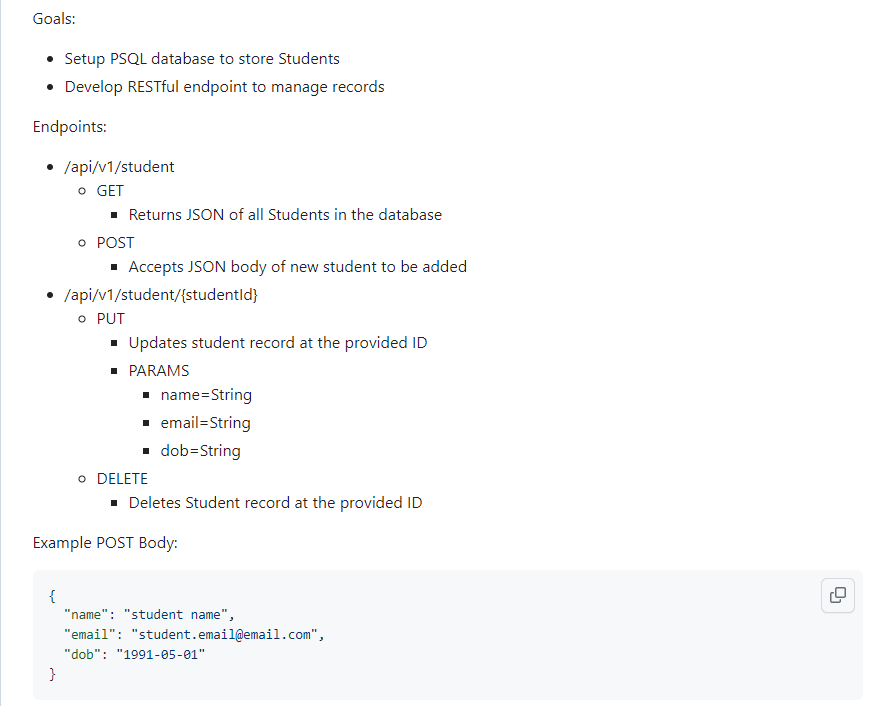 Goals:
Setup PSQL database to store Students
Develop RESTful endpoint to manage records
Endpoints:
/api/v1/student
GET
Returns JSON of all Students in the database
POST
Accepts JSON body of new student to be added
/api/v1/student/{studentId}
PUT
Updates student record at the provided ID
PARAMS
name=String
email=String
dob=String
DELETE
Deletes Student record at the provided ID
Example POST Body:
{
"name": "student name",
"email": "student.email@email.com",
"dob": "1991-05-01"
}